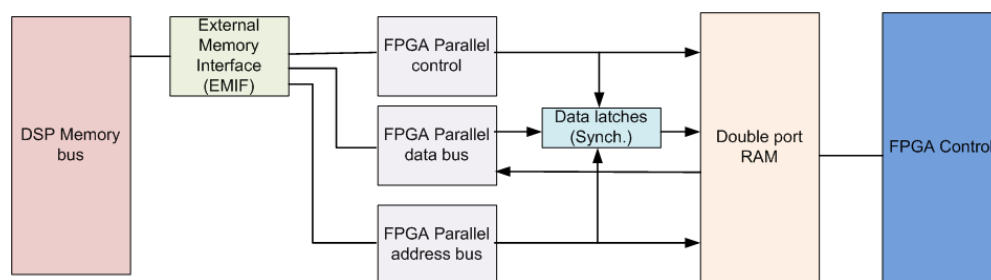 DSP Memory
bus
External
Memory
Interface
(EMIF)
FPGA Parallel
control
FPGA Parallel
data bus
FPGA Parallel
address bus
Data latches
(Synch.)
Double port
RAM
FPGA Control